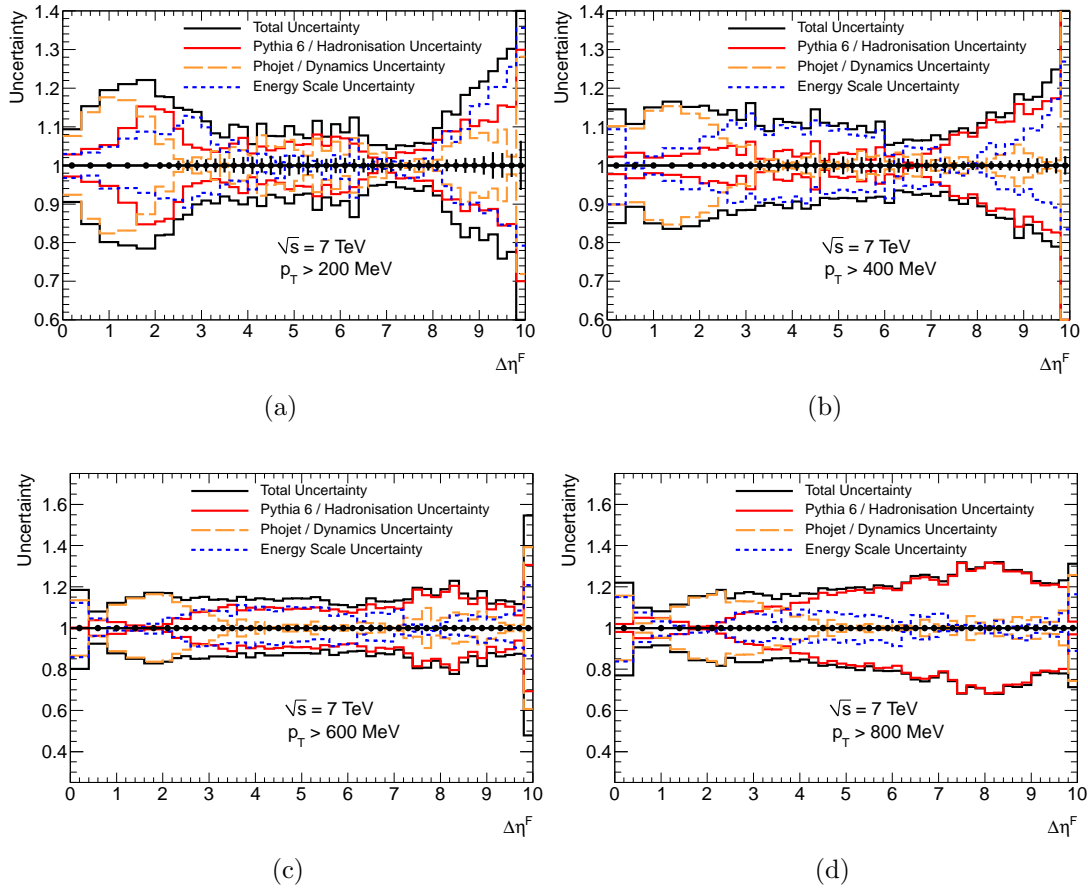 Uncertainty
1.4
1.3
1.2
1.1
1
0.9
0.8
0.7
0.6
Total Uncertainty
Pythia 6 / Hadronisation Uncertainty
Phojet / Dynamics Uncertainty
Energy Scale Uncertainty
√s = 7 TeV
p_T > 200 MeV
0 1 2 3 4 5 6 7 8 9 10
Δη^F
(a)
Uncertainty
1.4
1.3
1.2
1.1
1
0.9
0.8
0.7
0.6
Total Uncertainty
Pythia 6 / Hadronisation Uncertainty
Phojet / Dynamics Uncertainty
Energy Scale Uncertainty
√s = 7 TeV
p_T > 400 MeV
0 1 2 3 4 5 6 7 8 9 10
Δη^F
(b)
Uncertainty
1.6
1.4
1.2
1
0.8
0.6
0.4
Total Uncertainty
Pythia 6 / Hadronisation Uncertainty
Phojet / Dynamics Uncertainty
Energy Scale Uncertainty
√s = 7 TeV
p_T > 600 MeV
0 1 2 3 4 5 6 7 8 9 10
Δη^F
(c)
Uncertainty
1.6
1.4
1.2
1
0.8
0.6
0.4
Total Uncertainty
Pythia 6 / Hadronisation Uncertainty
Phojet / Dynamics Uncertainty
Energy Scale Uncertainty
√s = 7 TeV
p_T > 800 MeV
0 1 2 3 4 5 6 7 8 9 10
Δη^F
(d)